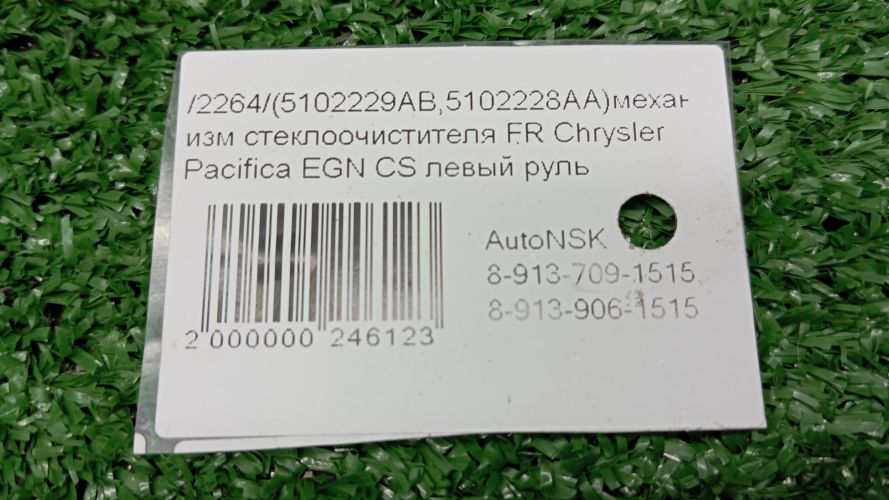 /2264/(5102229AB,5102228AA)механ
изм стеклоочистителя FR Chrysler
Pacifica EGN CS левый руль
AutoNSK
8-913-709-1515
8-913-906-1515
2 000000 246123